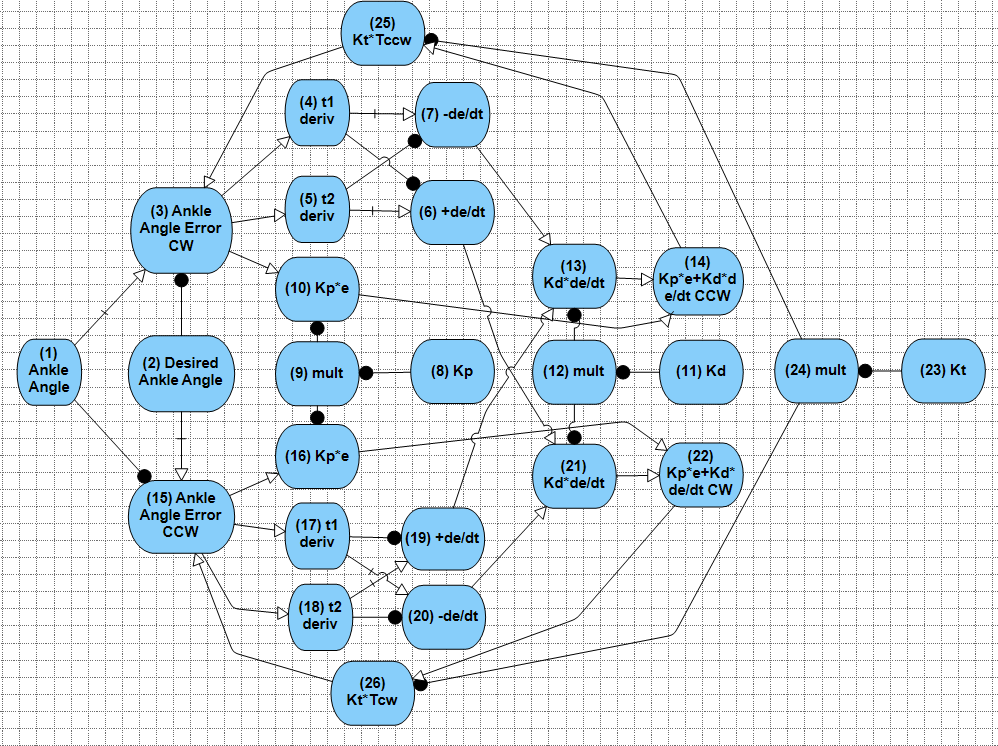 (25)
Kt*Tccw
(4) t1
deriv
(7) -de/dt
(5) t2
deriv
(6) +de/dt
(3) Ankle
Angle Error
CW
(10) Kp*e
(13)
Kd*de/dt
(14)
Kp*e+Kd*d
e/dt CCW
(1)
Ankle
Angle
(2) Desired
Ankle Angle
(9) mult
(8) Kp
(12) mult
(11) Kd
(24) mult
(23) Kt
(16) Kp*e
(21)
Kd*de/dt
(22)
Kp*e+Kd*
de/dt CW
(15) Ankle
Angle Error
CCW
(17) t1
deriv
(19) +de/dt
(18) t2
deriv
(20) -de/dt
(26)
Kt*Tcw